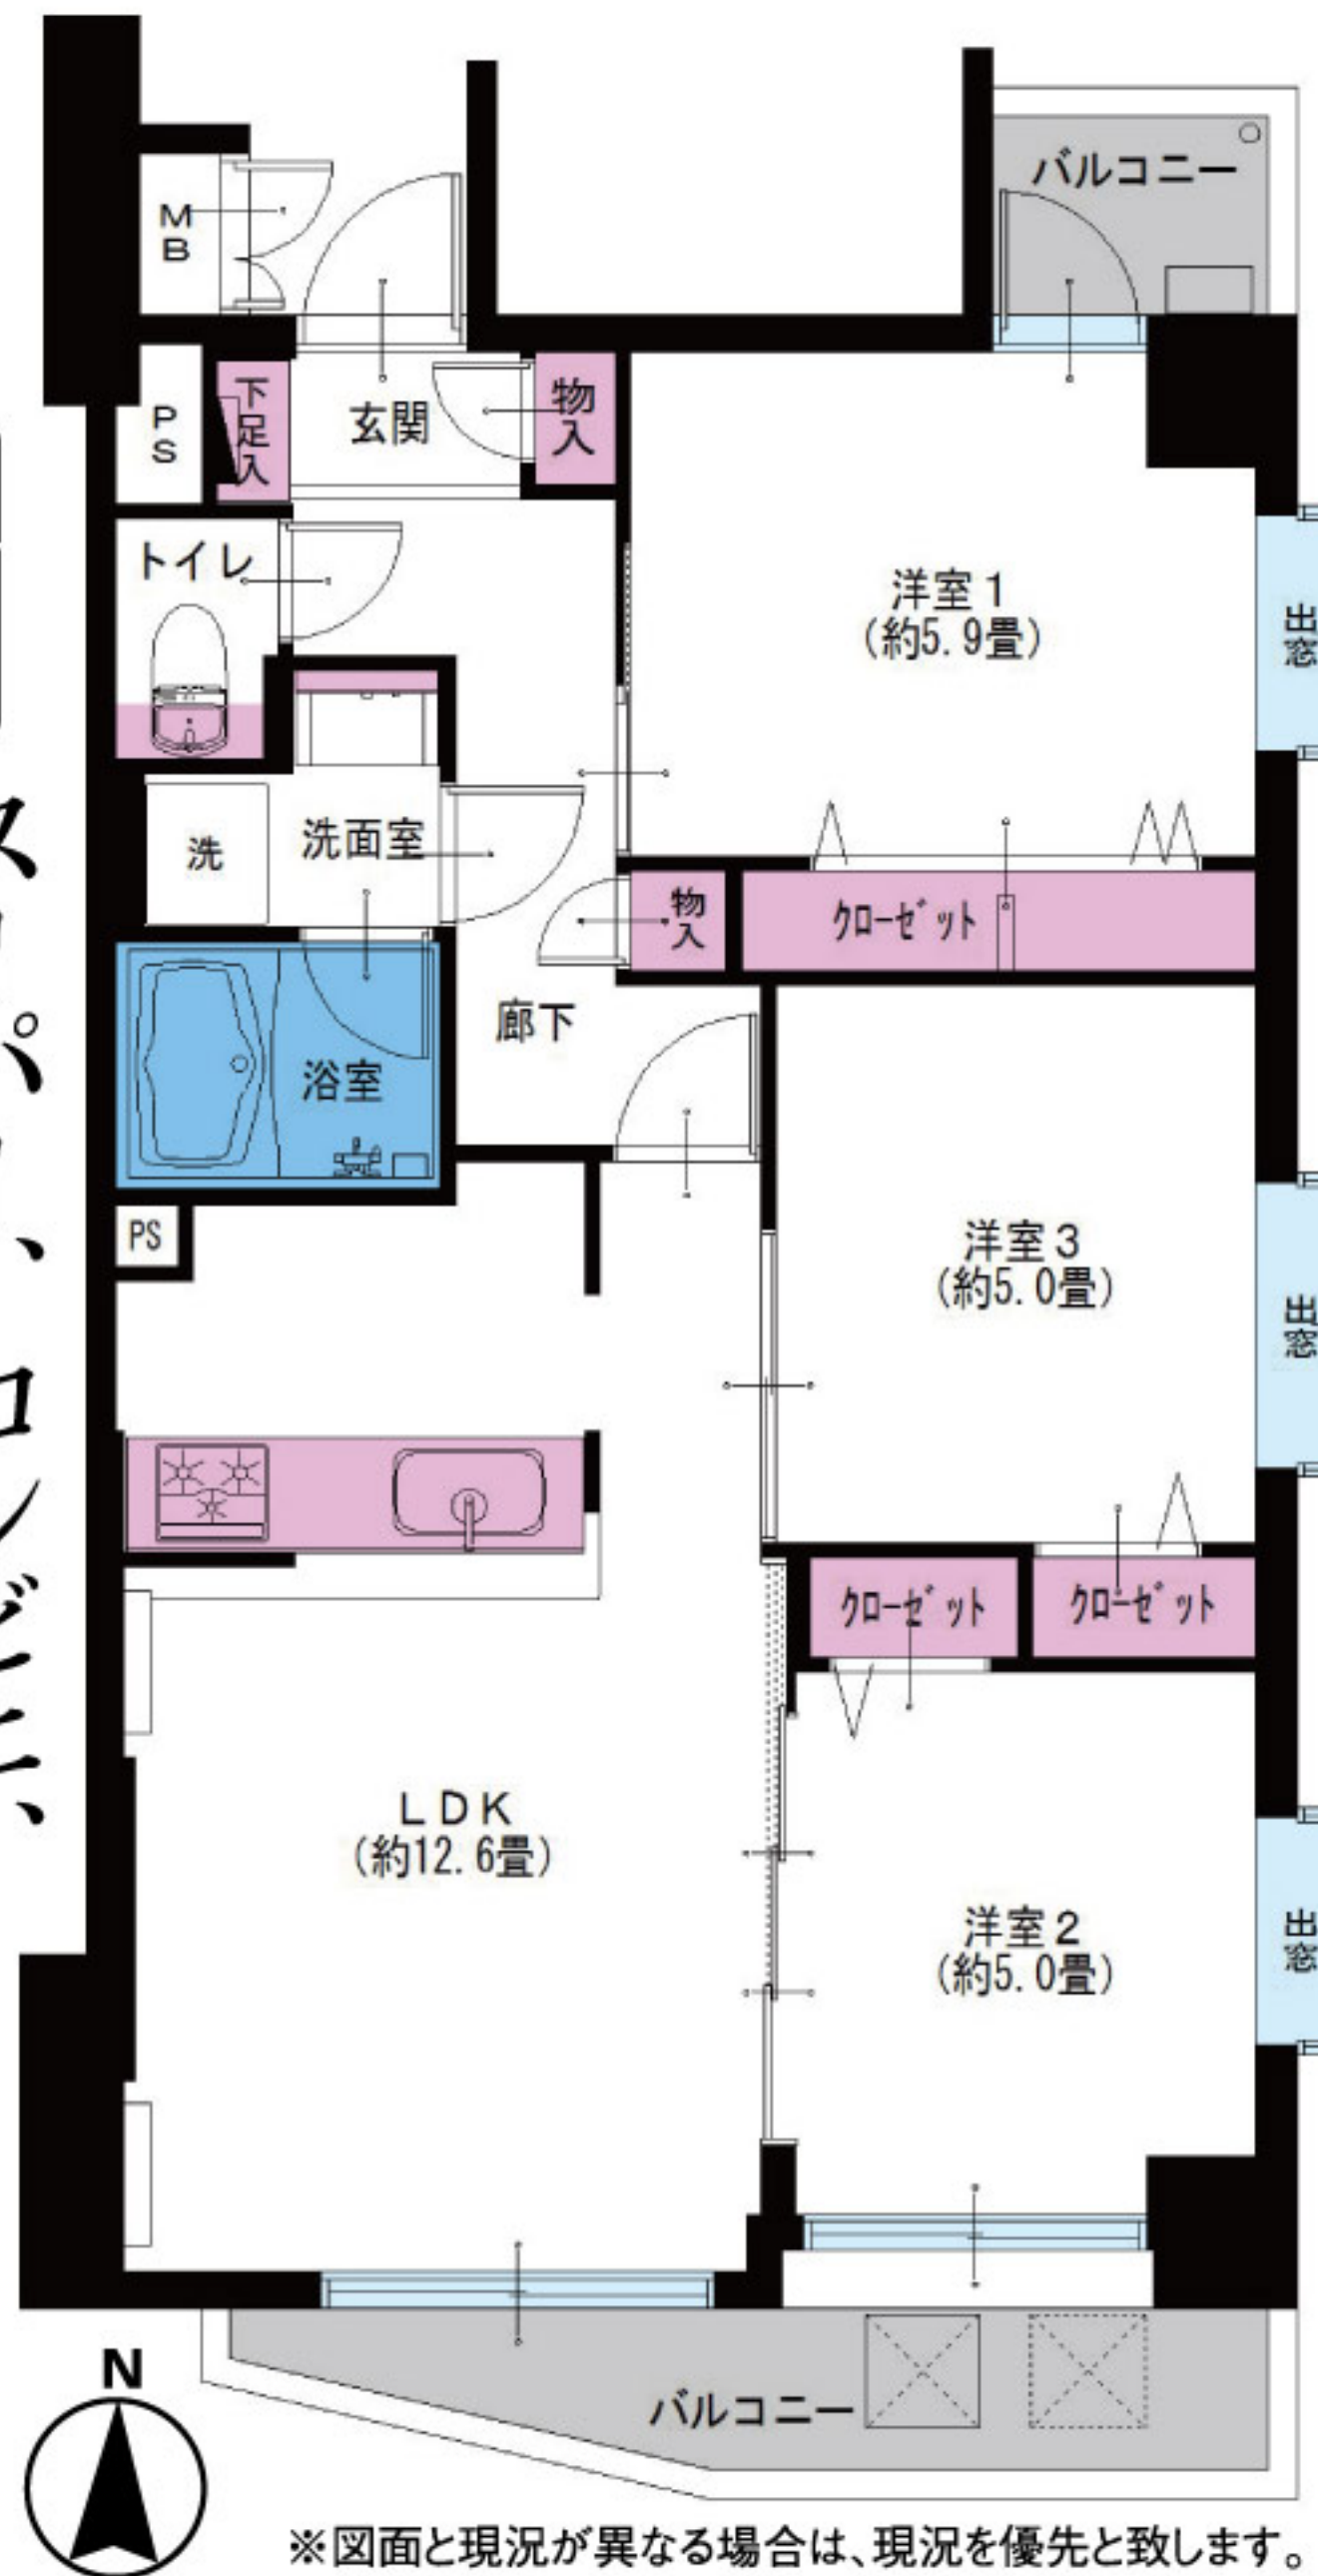 バルコニー
MB
PS
下足入
玄関
物入
トイレ
洋室1
(約5.9畳)
出窓
洗
洗面室
物入
クローゼット
廊下
浴室
PS
洋室3
(約5.0畳)
出窓
クローゼット
クローゼット
LDK
(約12.6畳)
洋室2
(約5.0畳)
出窓
バルコニー
N
※図面と現況が異なる場合は、現況を優先と致します。